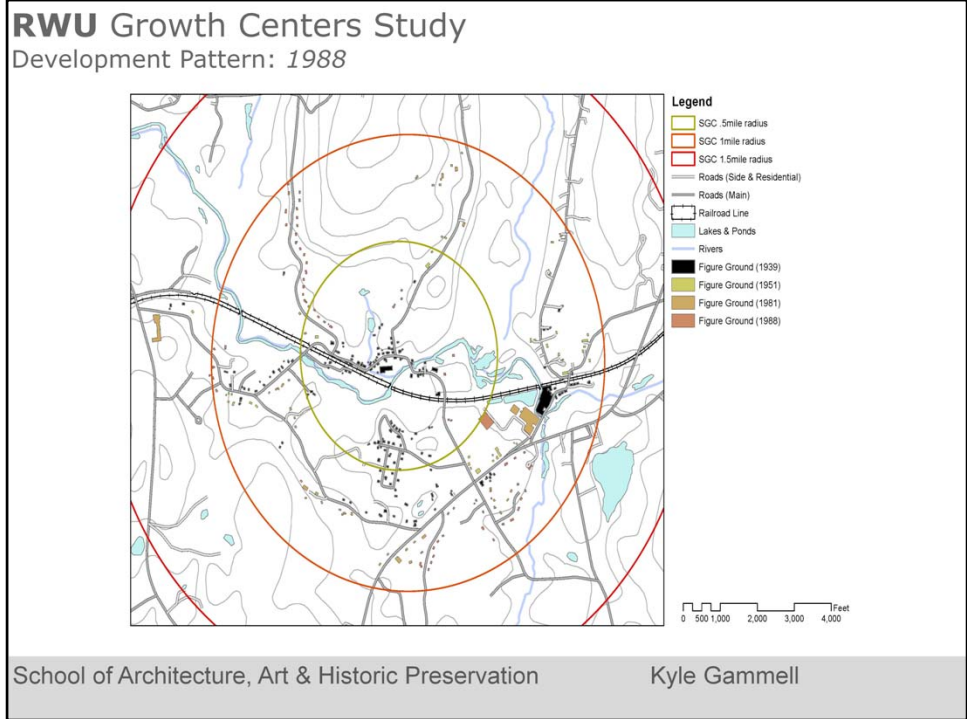 RWU Growth Centers Study
Development Pattern: 1988
Legend
SGC .5mile radius
SGC 1mile radius
SGC 1.5mile radius
Roads (Side & Residential)
Roads (Main)
Railroad Line
Lakes & Ponds
Rivers
Figure Ground (1939)
Figure Ground (1951)
Figure Ground (1981)
Figure Ground (1988)
Feet
0 500 1,000 2,000 3,000 4,000
School of Architecture, Art & Historic Preservation Kyle Gammell